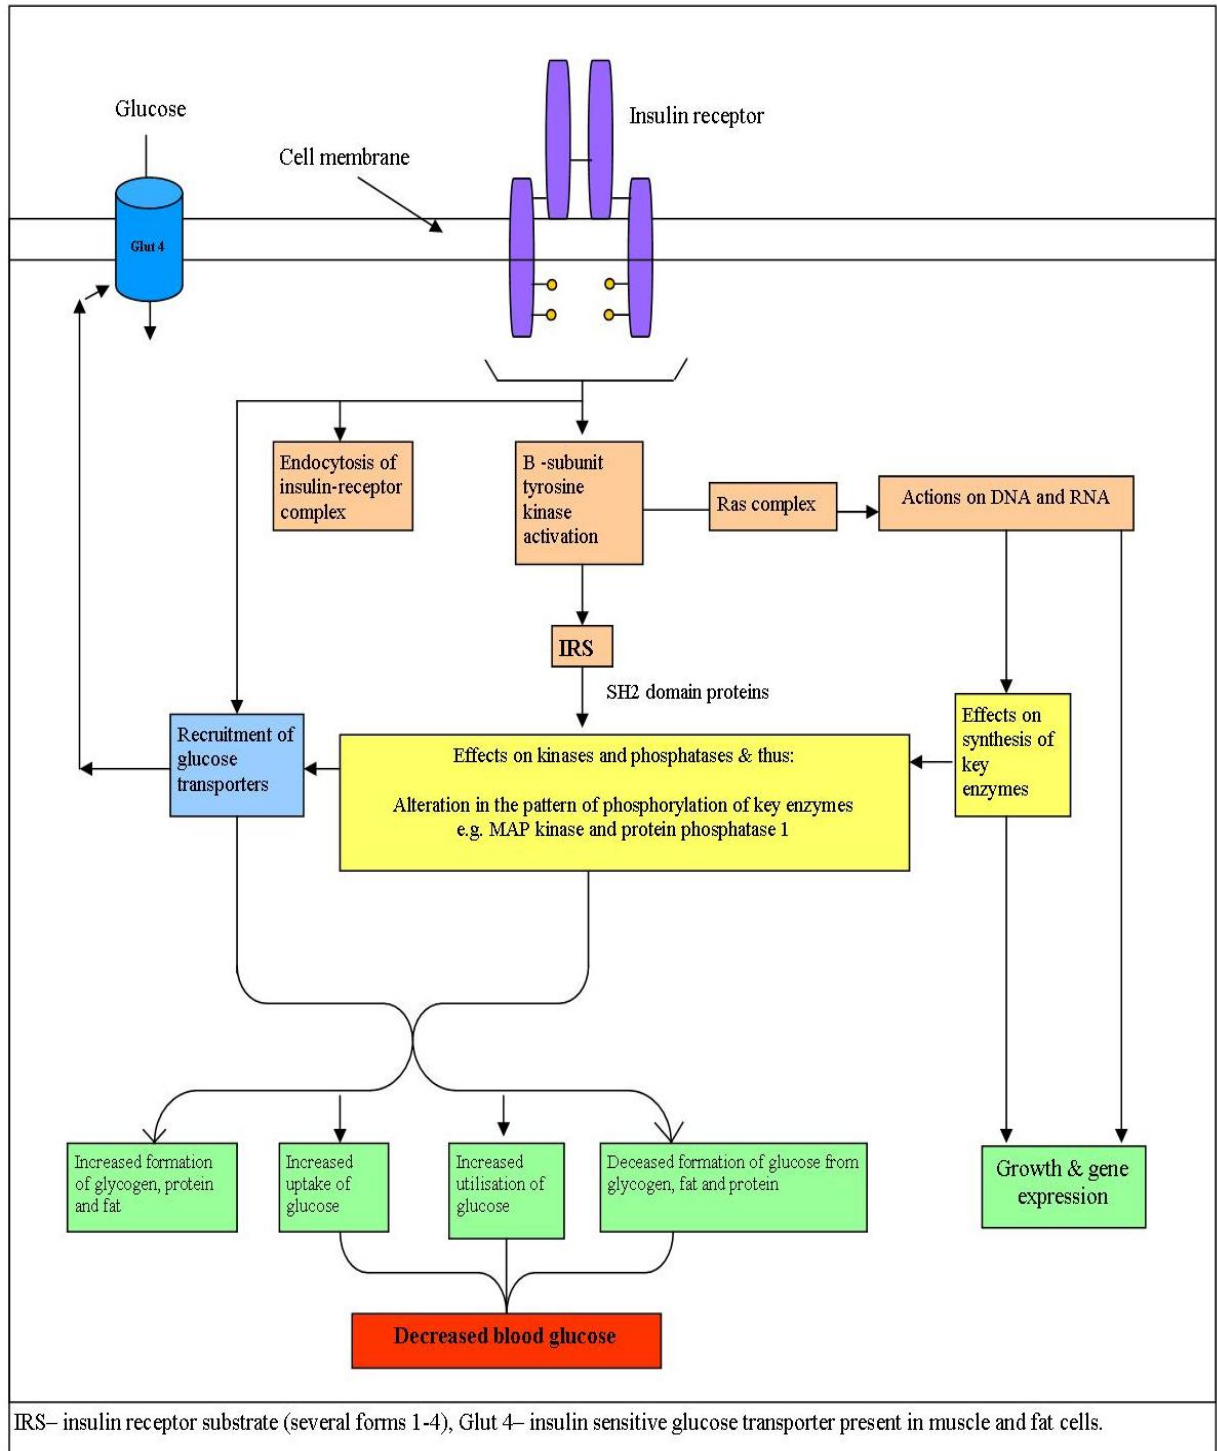 Glucose
Insulin receptor
Cell membrane
Glut 4
Endocytosis of
insulin-receptor
complex
B -subunit
tyrosine
kinase
activation
Ras complex
Actions on DNA and RNA
IRS
SH2 domain proteins
Recruitment of
glucose
transporters
Effects on kinases and phosphatases & thus:
Alteration in the pattern of phosphorylation of key enzymes
e.g. MAP kinase and protein phosphatase 1
Effects on
synthesis of
key
enzymes
Increased formation
of glycogen, protein
and fat
Increased
uptake of
glucose
Increased
utilisation of
glucose
Deceased formation of glucose from
glycogen, fat and protein
Growth & gene
expression
Decreased blood glucose
IRS– insulin receptor substrate (several forms 1-4), Glut 4– insulin sensitive glucose transporter present in muscle and fat cells.